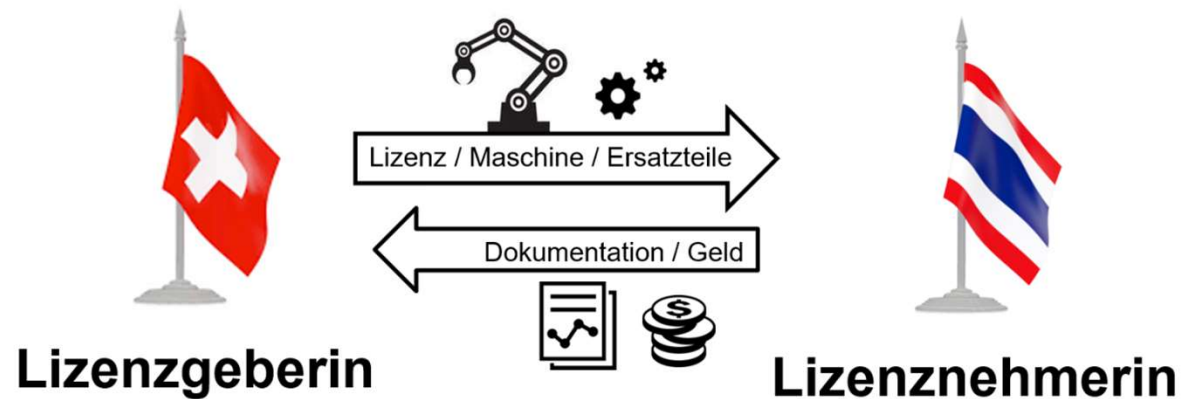 Lizenz / Maschine / Ersatzteile
Dokumentation / Geld
$
Lizenzgeberin
Lizenznehmerin